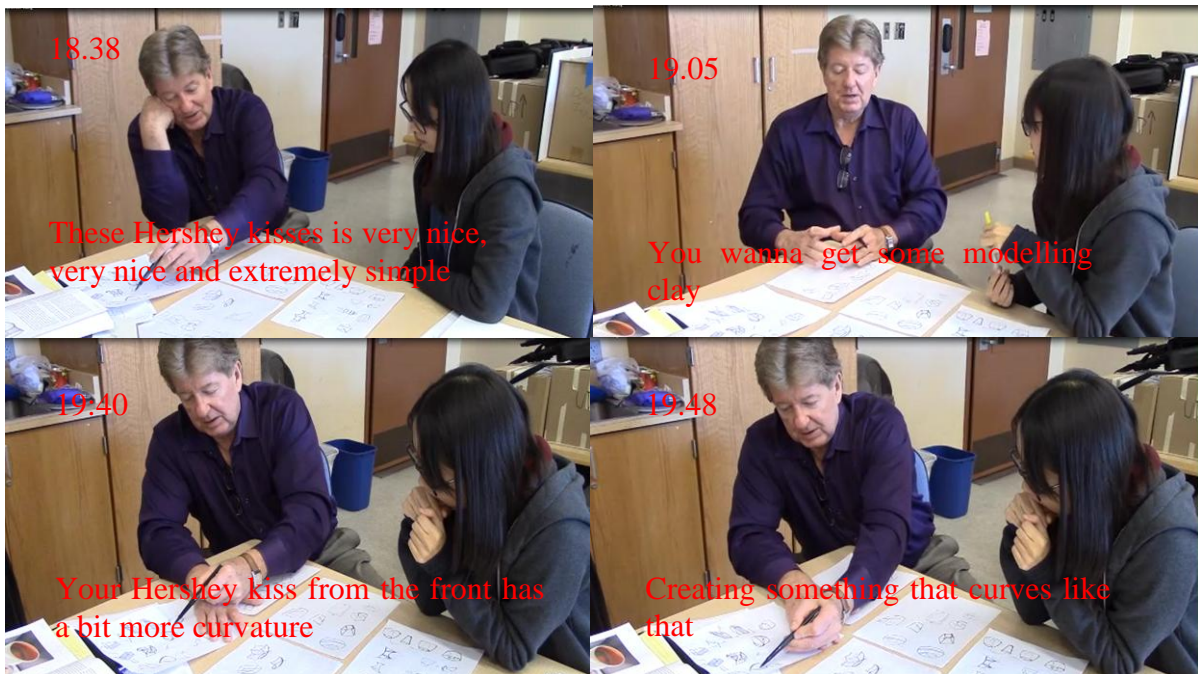 18.38
These Hershey kisses is very nice,
very nice and extremely simple
19.05
You wanna get some modelling
clay
19:40
Your Hershey kiss from the front has
a bit more curvature
19:48
Creating something that curves like
that